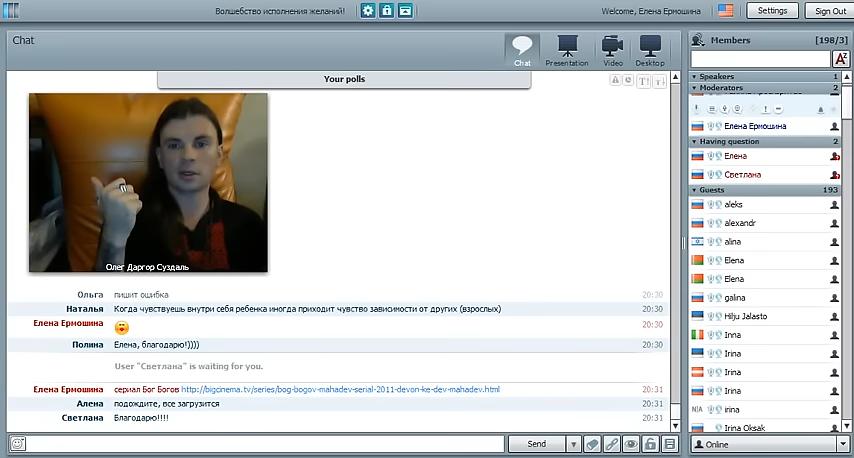 Волшебство исполнения желаний!
Welcome, Елена Ермошина
Settings
Sign Out
Chat
Chat
Presentation
Video
Desktop
Your polls
Олег Даргор Суздаль
Ольга пишит ошибка 20:30
Наталья Когда чувствуешь внутри себя ребенка иногда приходит чувство зависимости от других (взрослых) 20:30
Елена Ермошина 20:30
Полина Елена, благодарю!)))) 20:30
User "Светлана" is waiting for you.
Елена Ермошина сериал Бог Богов http://bigcinema.tv/series/bog-bogov-mahadev-serial-2011-devon-ke-dev-mahadev.html 20:31
Алена подождите, все загрузится 20:31
Светлана Благодарю!!!! 20:31
Send
Members [198/3]
Speakers 1
Moderators 2
Елена Ермошина
Having question 2
Елена
Светлана
Guests 193
aleks
alexandr
alina
Elena
Elena
galina
Hilju Jalasto
Inna
Irina
Irina
Irina
N/A irina
Irina Oksak
Online